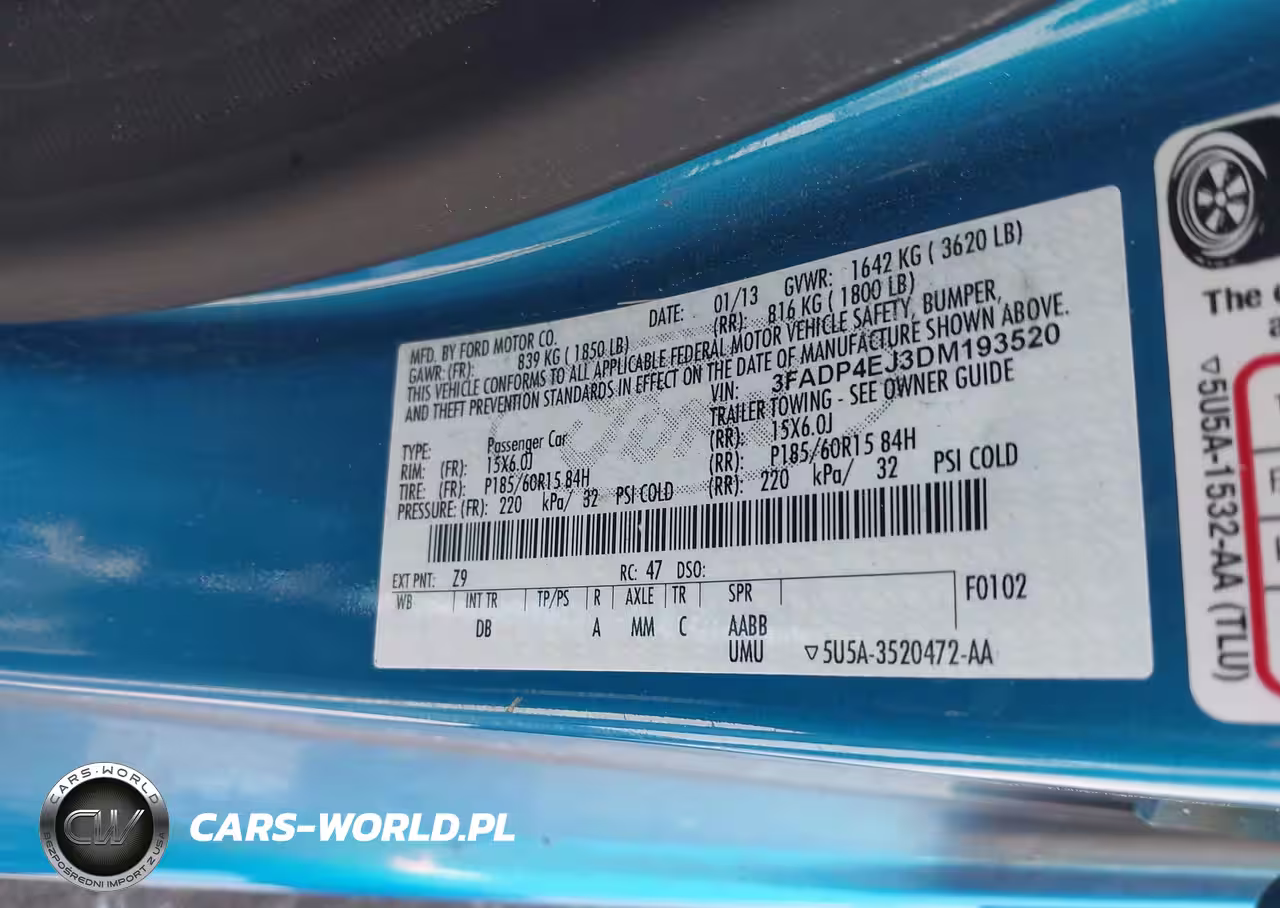 MFD. BY FORD MOTOR CO. DATE: 01/13 GVWR: 1642 KG ( 3620 LB)
GAWR: (FR): 839 KG ( 1850 LB) (RR): 816 KG ( 1800 LB)
THIS VEHICLE CONFORMS TO ALL APPLICABLE FEDERAL MOTOR VEHICLE SAFETY, BUMPER,
AND THEFT PREVENTION STANDARDS IN EFFECT ON THE DATE OF MANUFACTURE SHOWN ABOVE.
VIN: 3FADP4EJ3DM193520
TYPE: Passenger Car TRAILER TOWING - SEE OWNER GUIDE
RIM: (FR): 15X6.0J (RR): 15X6.0J
TIRE: (FR): P185/60R15 84H (RR): P185/60R15 84H
PRESSURE: (FR): 220 kPa/ 32 PSI COLD (RR): 220 kPa/ 32 PSI COLD
EXT PNT: Z9 RC: 47 DSO:
WB INT TR TP/PS R AXLE TR SPR F0102
DB A MM C AABB
UMU ▽5U5A-3520472-AA
The
▽5U5A-1532-AA (TLU)
CARS-WORLD
CW
BEZPOŚREDNI IMPORT Z USA
CARS-WORLD.PL